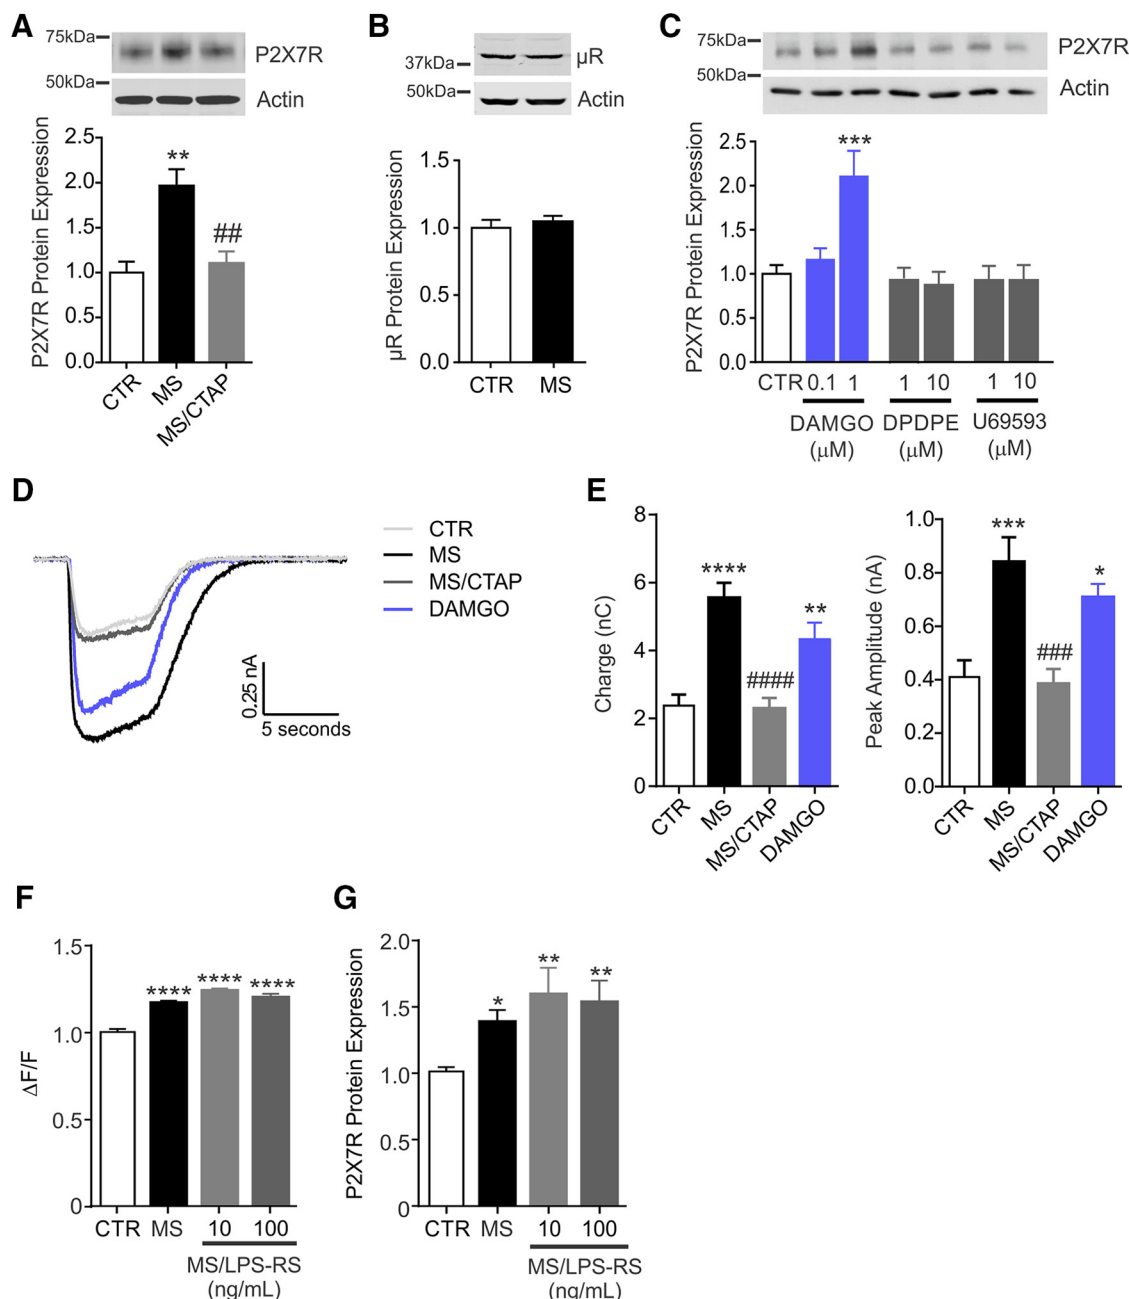 A
75kDa
P2X7R
50kDa
Actin
P2X7R Protein Expression
2.5
2.0
1.5
1.0
0.5
0.0
**
##
CTR
MS
MS/CTAP
B
37kDa
µR
50kDa
Actin
µR Protein Expression
1.5
1.0
0.5
0.0
CTR
MS
C
75kDa
P2X7R
50kDa
Actin
P2X7R Protein Expression
2.5
2.0
1.5
1.0
0.5
0.0
***
CTR 0.1 1 1 10 1 10
DAMGO DPDPE U69593
(µM) (µM) (µM)
D
CTR
MS
MS/CTAP
DAMGO
0.25 nA
5 seconds
E
Charge (nC)
8
6
4
2
0
****
####
**
CTR
MS
MS/CTAP
DAMGO
Peak Amplitude (nA)
1.0
0.8
0.6
0.4
0.2
0.0
***
###
*
CTR
MS
MS/CTAP
DAMGO
F
ΔF/F
1.5
1.0
0.5
0
****
****
****
CTR MS 10 100
MS/LPS-RS
(ng/mL)
G
P2X7R Protein Expression
2.0
1.5
1.0
0.5
0
*
**
**
CTR MS 10 100
MS/LPS-RS
(ng/mL)